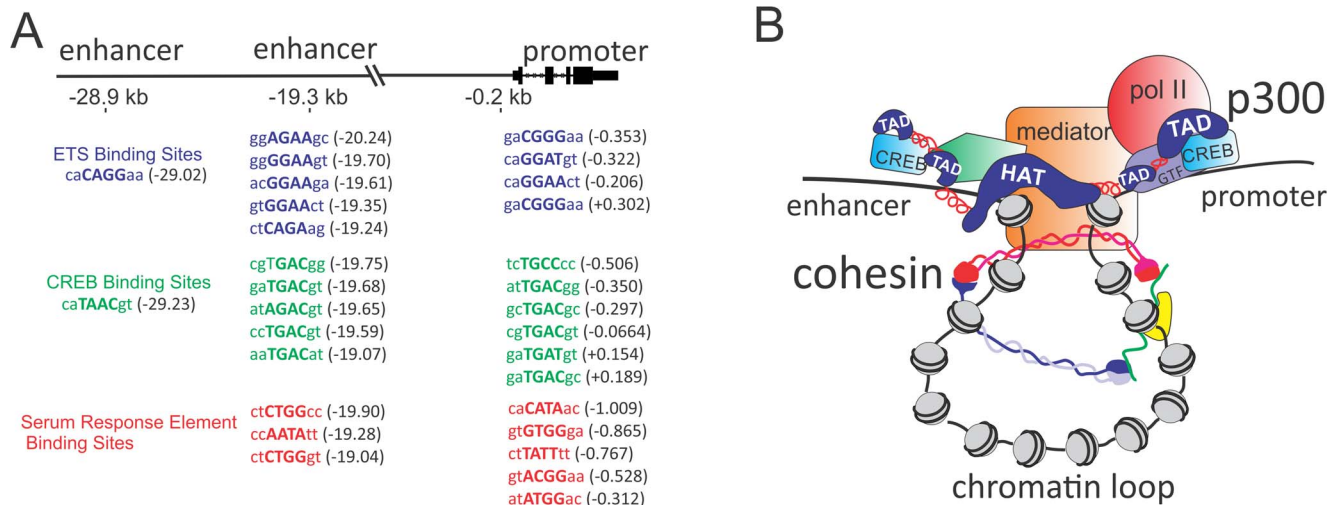 A
enhancer enhancer promoter
-28.9 kb -19.3 kb -0.2 kb
ETS Binding Sites
caCAGGaa (-29.02)
ggAGAAgc (-20.24)
ggGGAAgt (-19.70)
acGGAAga (-19.61)
gtGGAAct (-19.35)
ctCAGAag (-19.24)
gaCGGGaa (-0.353)
caGGATgt (-0.322)
caGGAAct (-0.206)
gaCGGGaa (+0.302)
CREB Binding Sites
caTAACgt (-29.23)
cgTGACgg (-19.75)
gaTGACgt (-19.68)
atAGACgt (-19.65)
ccTGACgt (-19.59)
aaTGACat (-19.07)
tcTGCCcc (-0.506)
atTGACgg (-0.350)
gcTGACgc (-0.297)
cgTGACgt (-0.0664)
gaTGATgt (+0.154)
gaTGACgc (+0.189)
Serum Response Element
Binding Sites
ctCTGGcc (-19.90)
ccAATAtt (-19.28)
ctCTGGgt (-19.04)
caCATAac (-1.009)
gtGTGGga (-0.865)
ctTATTtt (-0.767)
gtACGGaa (-0.528)
atATGGac (-0.312)
B
pol II
p300
TAD
TAD
mediator
CREB
CREB
TAD
HAT
TAD
GTF
enhancer
promoter
cohesin
chromatin loop